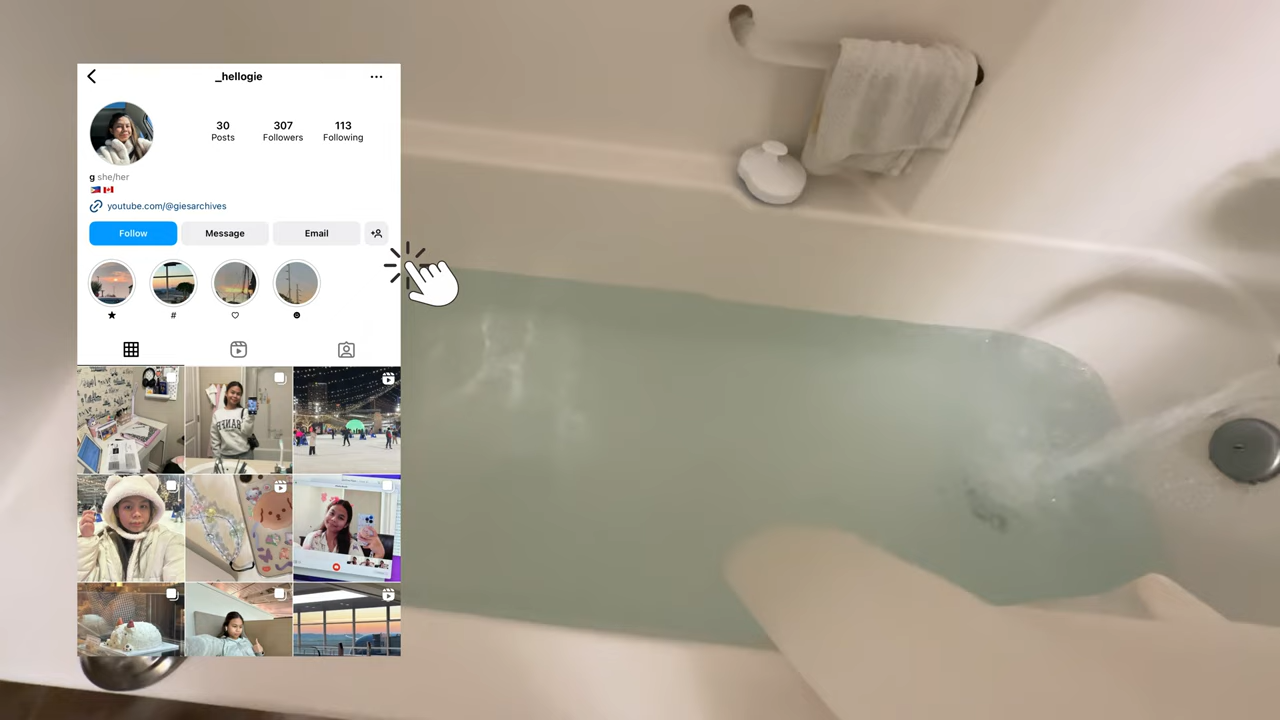 _hellogie
30
307
113
Posts
Followers
Following
g she/her
youtube.com/@giesarchives
Follow
Message
Email
#